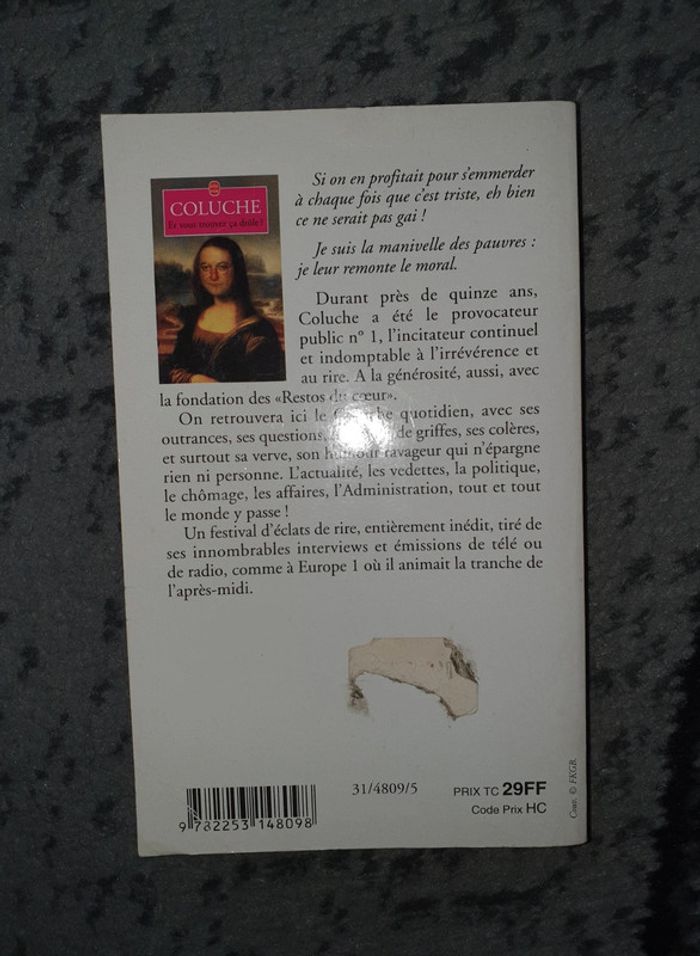 COLUCHE
Et vous trouvez ça drôle !
Si on en profitait pour s'emmerder
à chaque fois que c'est triste, eh bien
ce ne serait pas gai !
Je suis la manivelle des pauvres :
je leur remonte le moral.
Durant près de quinze ans,
Coluche a été le provocateur
public n° 1, l'incitateur continuel
et indomptable à l'irrévérence et
au rire. A la générosité, aussi, avec
la fondation des «Restos du cœur».
On retrouvera ici le Coluche quotidien, avec ses
outrances, ses questions, de griffes, ses colères,
et surtout sa verve, son humour ravageur qui n'épargne
rien ni personne. L'actualité, les vedettes, la politique,
le chômage, les affaires, l'Administration, tout et tout
le monde y passe !
Un festival d'éclats de rire, entièrement inédit, tiré de
ses innombrables interviews et émissions de télé ou
de radio, comme à Europe 1 où il animait la tranche de
l'après-midi.
31/4809/5
PRIX TC 29FF
Code Prix HC
9 782253 148098
Couv. © FKGB.